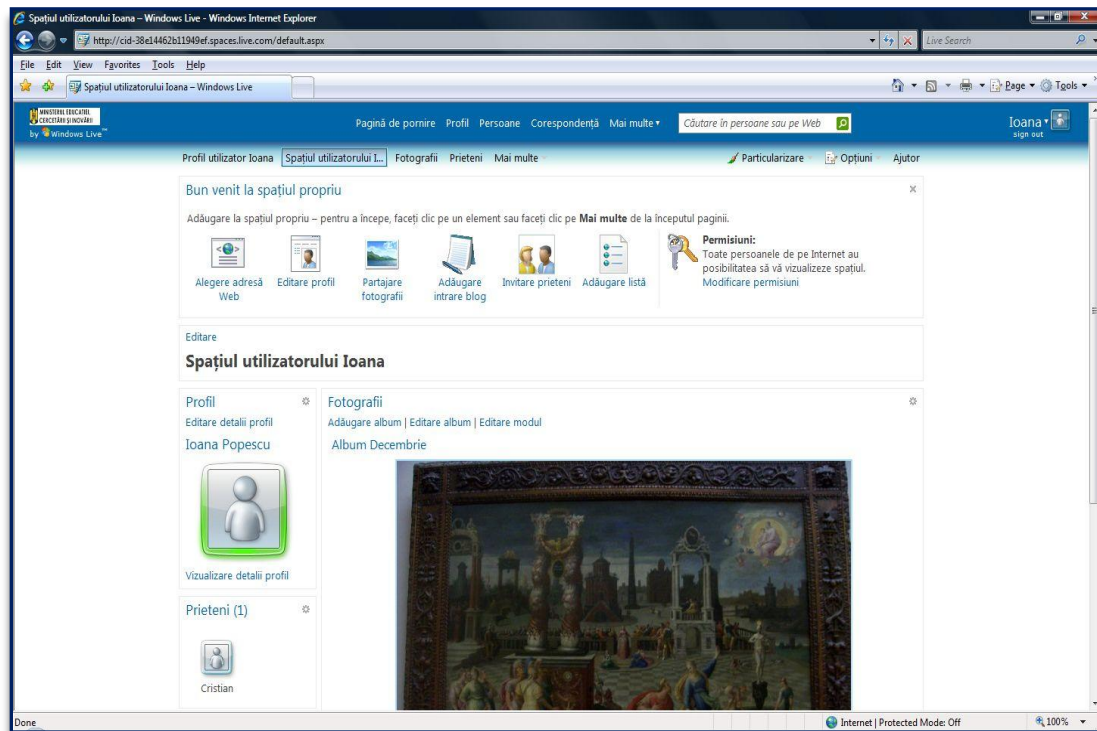 Spațiul utilizatorului Ioana – Windows Live - Windows Internet Explorer
http://cid-38e14462b11949ef.spaces.live.com/default.aspx
Live Search
File Edit View Favorites Tools Help
Spațiul utilizatorului Ioana – Windows Live
Page Tools
MINISTERUL EDUCATIEI,
CERCETĂRII ȘI INOVĂRII
by Windows Live™
Pagină de pornire Profil Persoane Corespondență Mai multe
Căutare în persoane sau pe Web
Ioana
sign out
Profil utilizator Ioana Spațiul utilizatorului I... Fotografii Prieteni Mai multe
Particularizare Opțiuni Ajutor
Bun venit la spațiul propriu
Adăugare la spațiul propriu – pentru a începe, faceți clic pe un element sau faceți clic pe Mai multe de la începutul paginii.
Alegere adresă
Web
Editare profil
Partajare
fotografii
Adăugare
intrare blog
Invitare prieteni
Adăugare listă
Permisiuni:
Toate persoanele de pe Internet au
posibilitatea să vă vizualizeze spațiul.
Modificare permisiuni
Editare
Spațiul utilizatorului Ioana
Profil
Editare detalii profil
Ioana Popescu
Vizualizare detalii profil
Prieteni (1)
Cristian
Fotografii
Adăugare album | Editare album | Editare modul
Album Decembrie
Done
Internet | Protected Mode: Off
100%